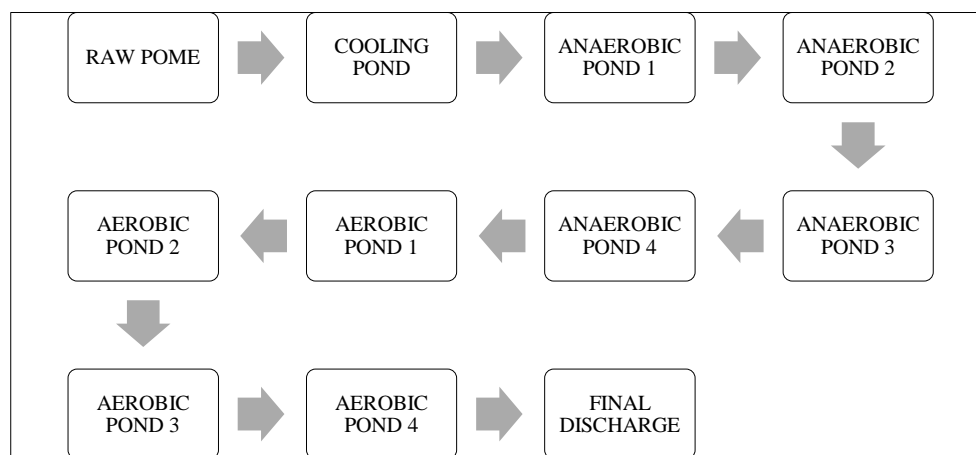 RAW POME
COOLING
POND
ANAEROBIC
POND 1
ANAEROBIC
POND 2
ANAEROBIC
POND 3
ANAEROBIC
POND 4
AEROBIC
POND 1
AEROBIC
POND 2
AEROBIC
POND 3
AEROBIC
POND 4
FINAL
DISCHARGE